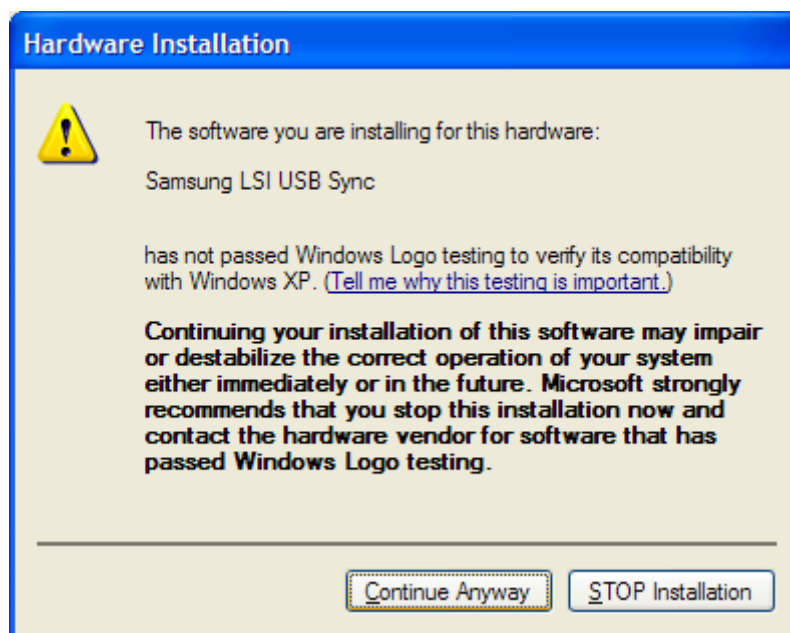 Hardware Installation
The software you are installing for this hardware:
Samsung LSI USB Sync
has not passed Windows Logo testing to verify its compatibility
with Windows XP. (Tell me why this testing is important.)
Continuing your installation of this software may impair
or destabilize the correct operation of your system
either immediately or in the future. Microsoft strongly
recommends that you stop this installation now and
contact the hardware vendor for software that has
passed Windows Logo testing.
Continue Anyway
STOP Installation